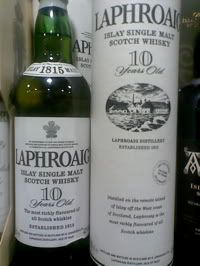 ISLAY 1815 MALT
LAPHROAIG
ISLAY SINGLE MALT
SCOTCH WHISKY
10
Years Old
The most richly flavoured of
all Scotch whiskies
ESTABLISHED 1815
LAPHROAIG
ISLAY SINGLE MALT
SCOTCH WHISKY
10
Years Old
LAPHROAIG DISTILLERY
ESTABLISHED 1815
Distilled on the remote island
of Islay off the West coast
of Scotland, Laphroaig is the
most richly flavoured of
all Scotch whiskies